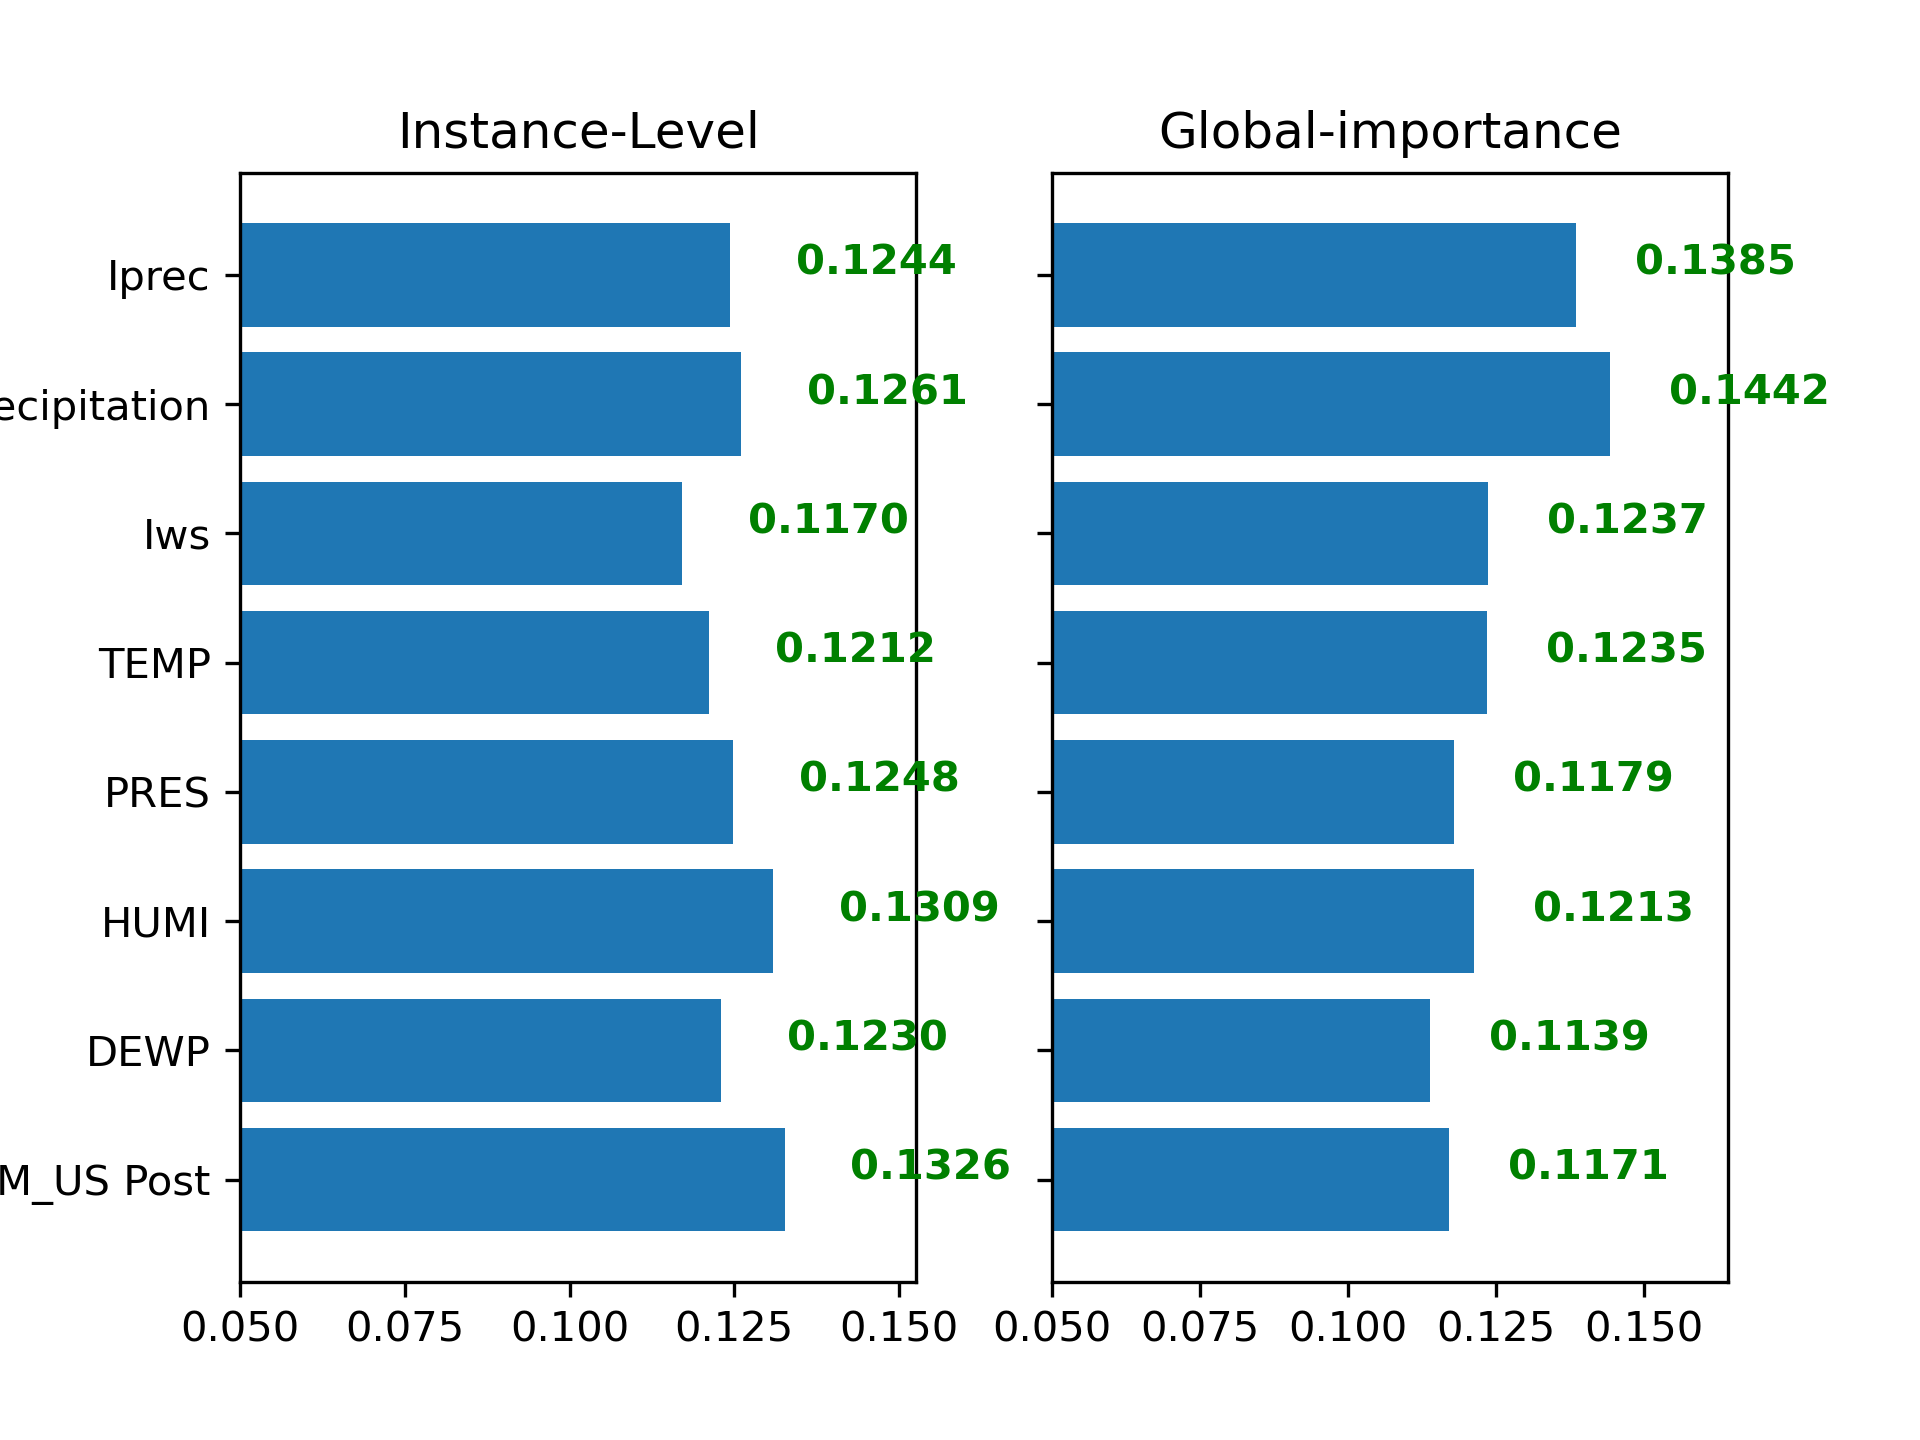 Instance-Level
Global-importance
Iprec
0.1244
0.1385
ecipitation
0.1261
0.1442
Iws
0.1170
0.1237
TEMP
0.1212
0.1235
PRES
0.1248
0.1179
HUMI
0.1309
0.1213
DEWP
0.1230
0.1139
M_US Post
0.1326
0.1171
0.050 0.075 0.100 0.125 0.150
0.050 0.075 0.100 0.125 0.150